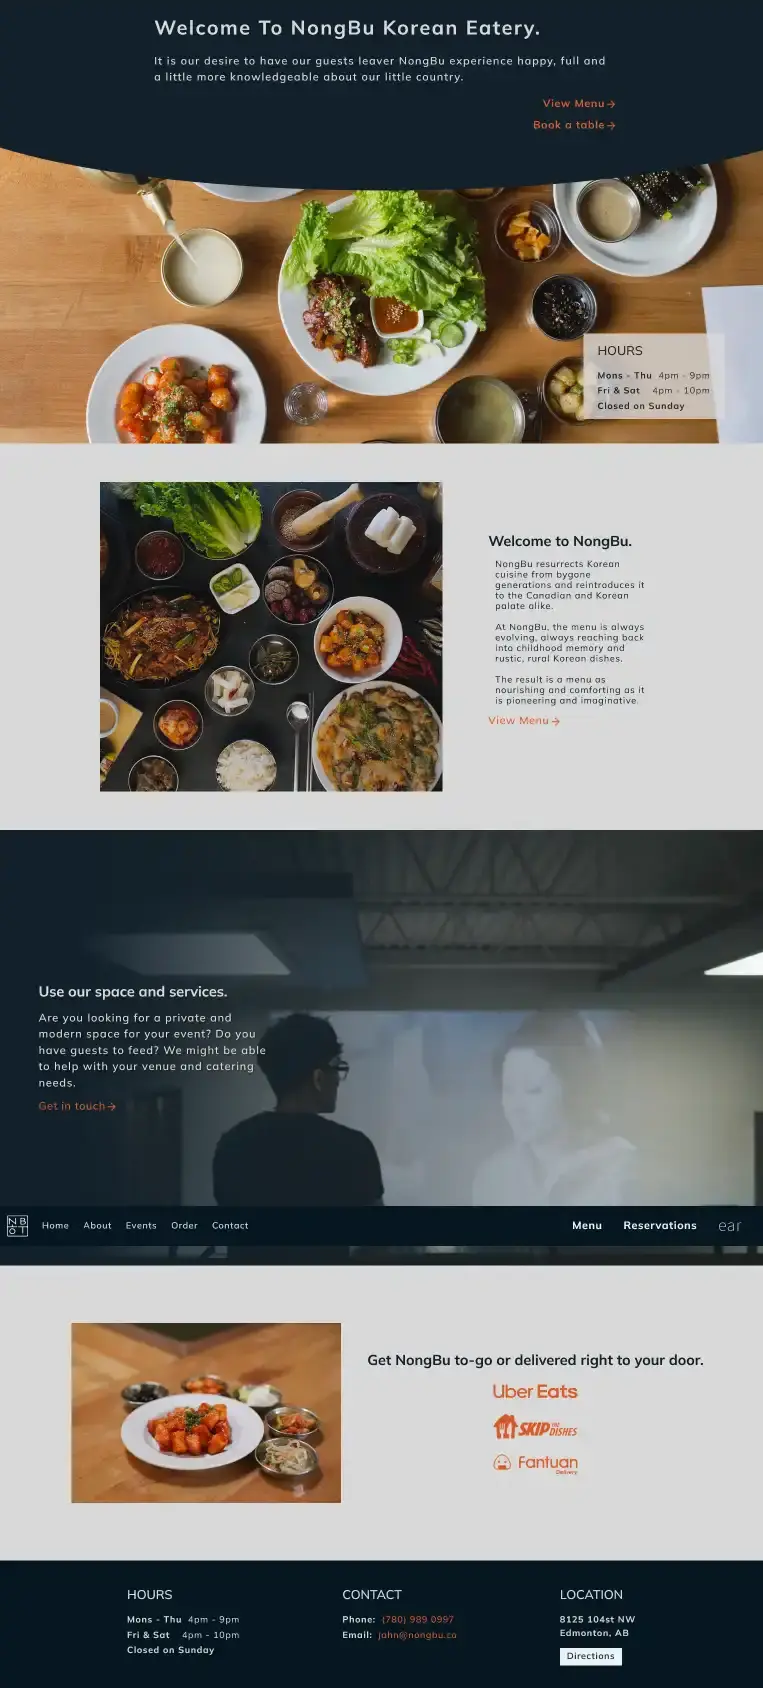 Welcome To NongBu Korean Eatery.
It is our desire to have our guests leaver NongBu experience happy, full and
a little more knowledgeable about our little country.
View Menu→
Book a table→
HOURS
Mons - Thu 4pm - 9pm
Fri & Sat 4pm - 10pm
Closed on Sunday
Welcome to NongBu.
NongBu resurrects Korean
cuisine from bygone
generations and reintroduces it
to the Canadian and Korean
palate alike.
At NongBu, the menu is always
evolving, always reaching back
into childhood memory and
rustic, rural Korean dishes.
The result is a menu as
nourishing and comforting as it
is pioneering and imaginative.
View Menu→
Use our space and services.
Are you looking for a private and
modern space for your event? Do you
have guests to feed? We might be able
to help with your venue and catering
needs.
Get in touch→
Home About Events Order Contact Menu Reservations ear
Get NongBu to-go or delivered right to your door.
Uber Eats
SKIP THE DISHES
Fantuan
Delivery
HOURS
Mons - Thu 4pm - 9pm
Fri & Sat 4pm - 10pm
Closed on Sunday
CONTACT
Phone: (780) 989 0997
Email: jahn@nongbu.ca
LOCATION
8125 104st NW
Edmonton, AB
Directions